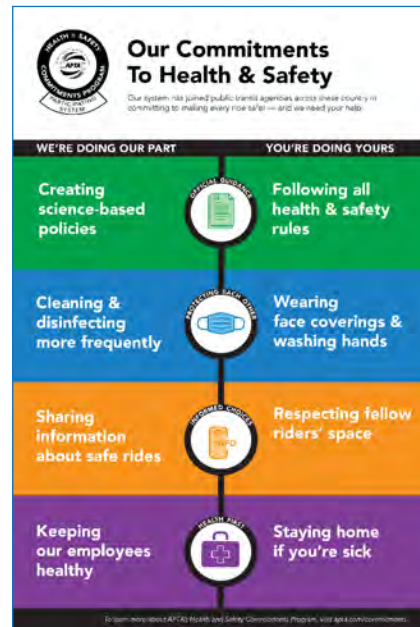 HEALTH & SAFETY
COMMITMENTS PROGRAM
APTA
PARTICIPATING
SYSTEM
Our Commitments
To Health & Safety
Our system has joined public transit agencies across these country in
committing to making every ride safer — and we need your help.
WE'RE DOING OUR PART
YOU'RE DOING YOURS
OFFICIAL GUIDANCE
Creating
science-based
policies
Following all
health & safety
rules
PROTECTING EACH OTHER
Cleaning &
disinfecting
more frequently
Wearing
face coverings &
washing hands
INFORMED CHOICES
INFO
Sharing
information
about safe rides
Respecting fellow
riders' space
HEALTH FIRST
Keeping
our employees
healthy
Staying home
if you're sick
To learn more about APTA's Health and Safety Commitments Program, visit apta.com/commitments